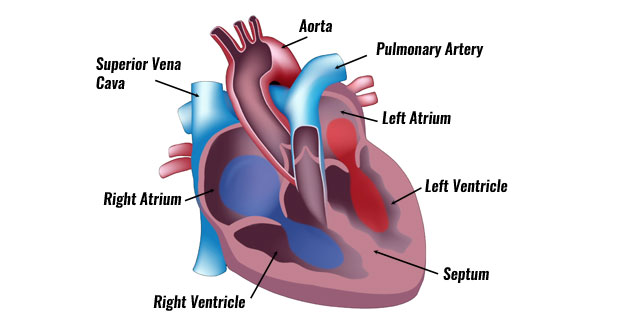 Aorta
Pulmonary Artery
Superior Vena
Cava
Left Atrium
Left Ventricle
Right Atrium
Septum
Right Ventricle